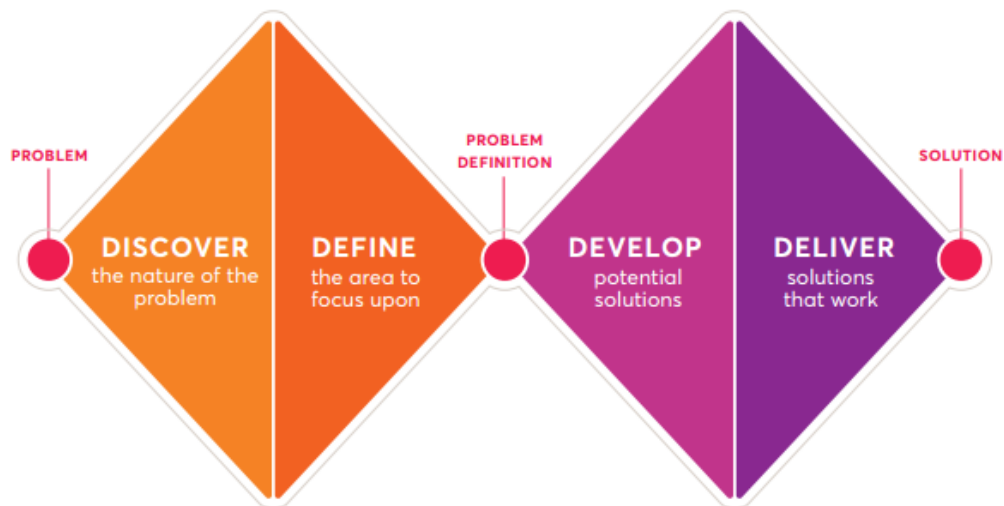 PROBLEM
PROBLEM
DEFINITION
SOLUTION
DISCOVER
the nature of the
problem
DEFINE
the area to
focus upon
DEVELOP
potential
solutions
DELIVER
solutions
that work